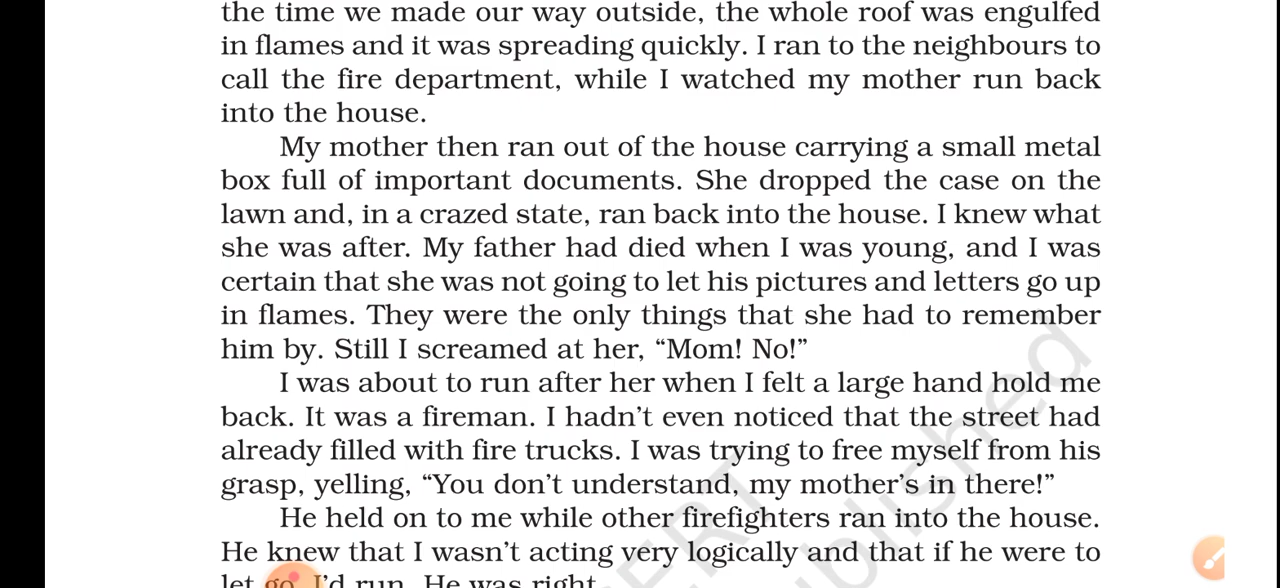 the time we made our way outside, the whole roof was engulfed
in flames and it was spreading quickly. I ran to the neighbours to
call the fire department, while I watched my mother run back
into the house.
My mother then ran out of the house carrying a small metal
box full of important documents. She dropped the case on the
lawn and, in a crazed state, ran back into the house. I knew what
she was after. My father had died when I was young, and I was
certain that she was not going to let his pictures and letters go up
in flames. They were the only things that she had to remember
him by. Still I screamed at her, “Mom! No!”
I was about to run after her when I felt a large hand hold me
back. It was a fireman. I hadn’t even noticed that the street had
already filled with fire trucks. I was trying to free myself from his
grasp, yelling, “You don’t understand, my mother’s in there!”
He held on to me while other firefighters ran into the house.
He knew that I wasn’t acting very logically and that if he were to
let go, I’d run. He was right.